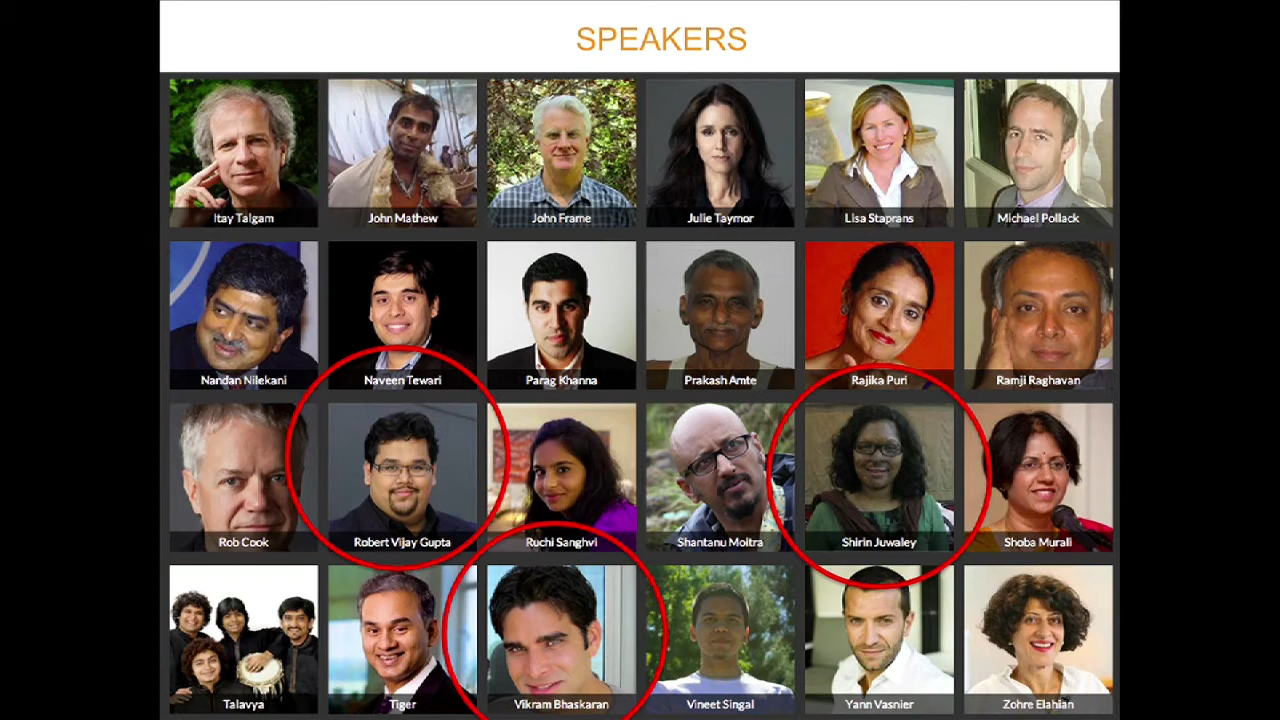 SPEAKERS
Itay Talgam
John Mathew
John Frame
Julie Taymor
Lisa Staprans
Michael Pollack
Nandan Nilekani
Naveen Tewari
Parag Khanna
Prakash Amte
Rajika Puri
Ramji Raghavan
Rob Cook
Robert Vijay Gupta
Ruchi Sanghvi
Shantanu Moitra
Shirin Juwaley
Shoba Murali
Talavya
Tiger
Vikram Bhaskaran
Vineet Singal
Yann Vasnier
Zohre Elahian